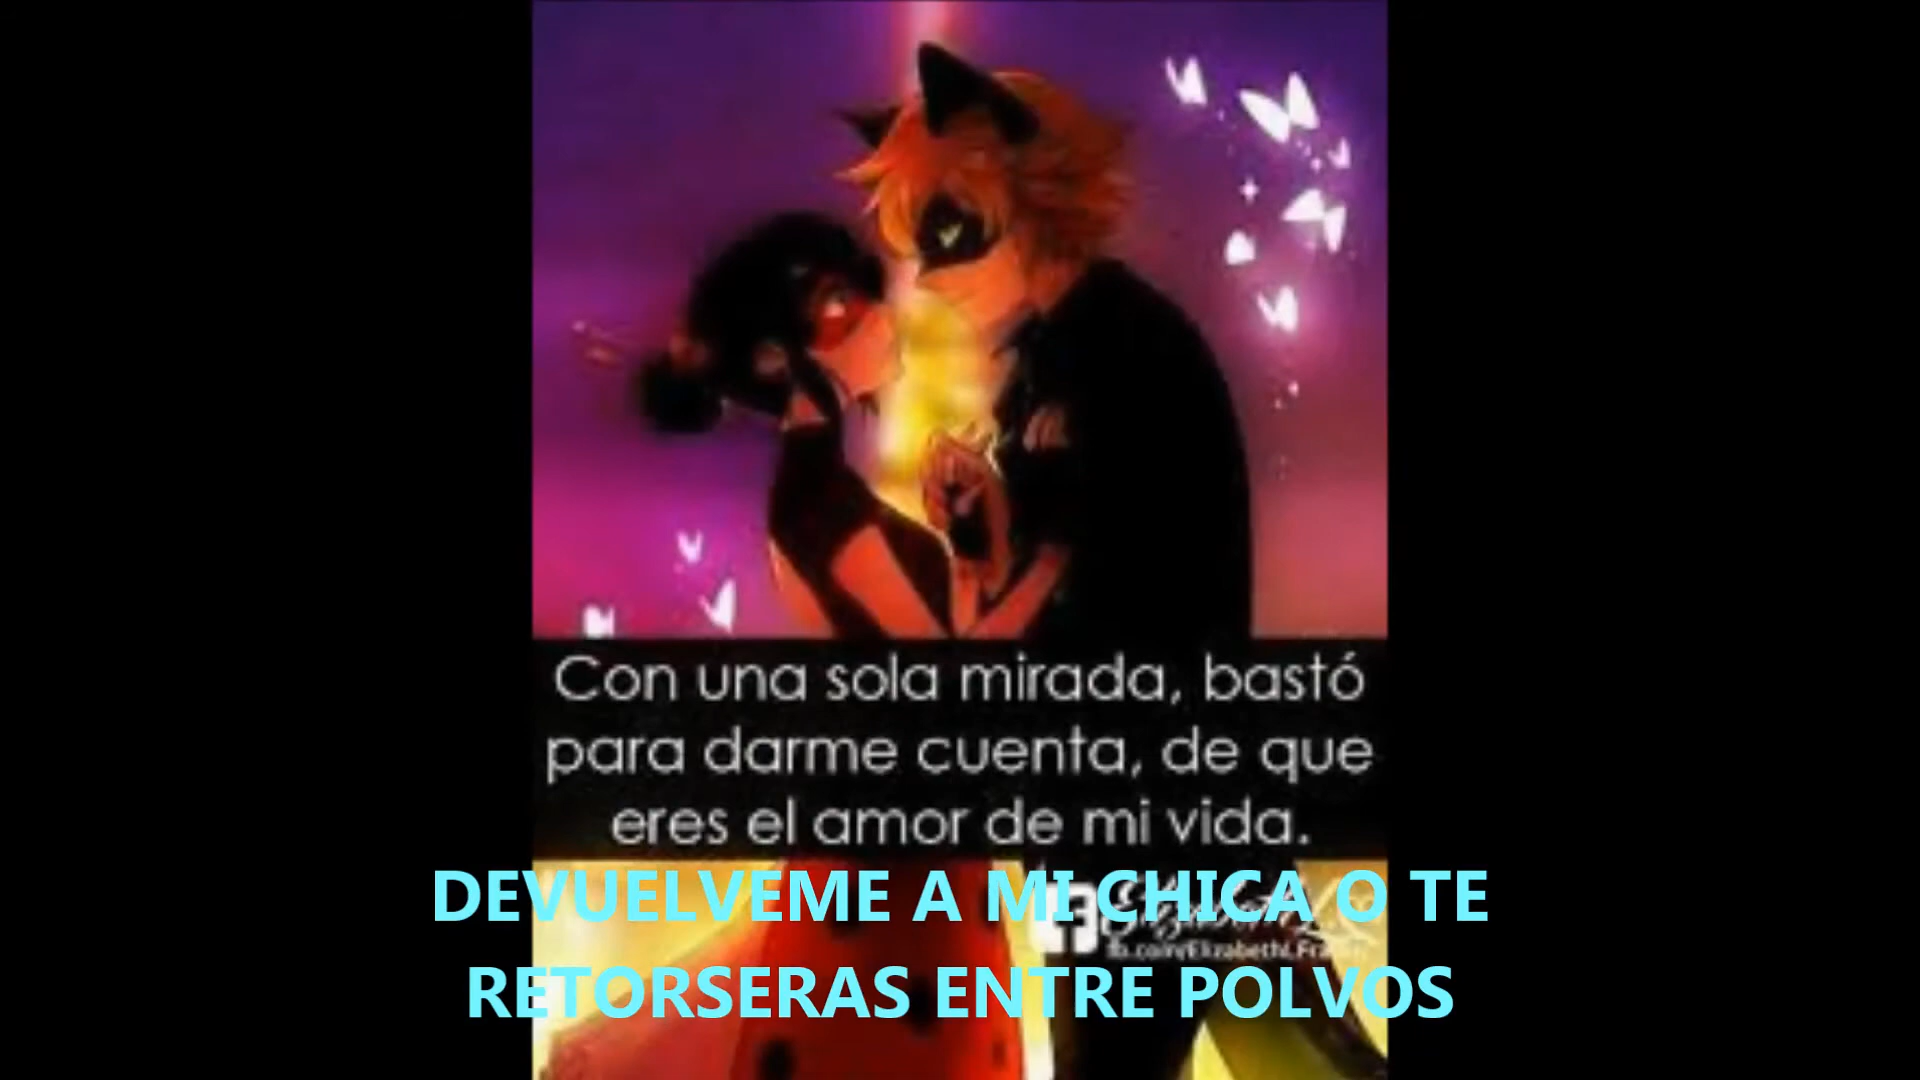 Con una sola mirada, bastó
para darme cuenta, de que
eres el amor de mi vida.
DEVUELVEME A MI CHICA O TE
RETORSERAS ENTRE POLVOS